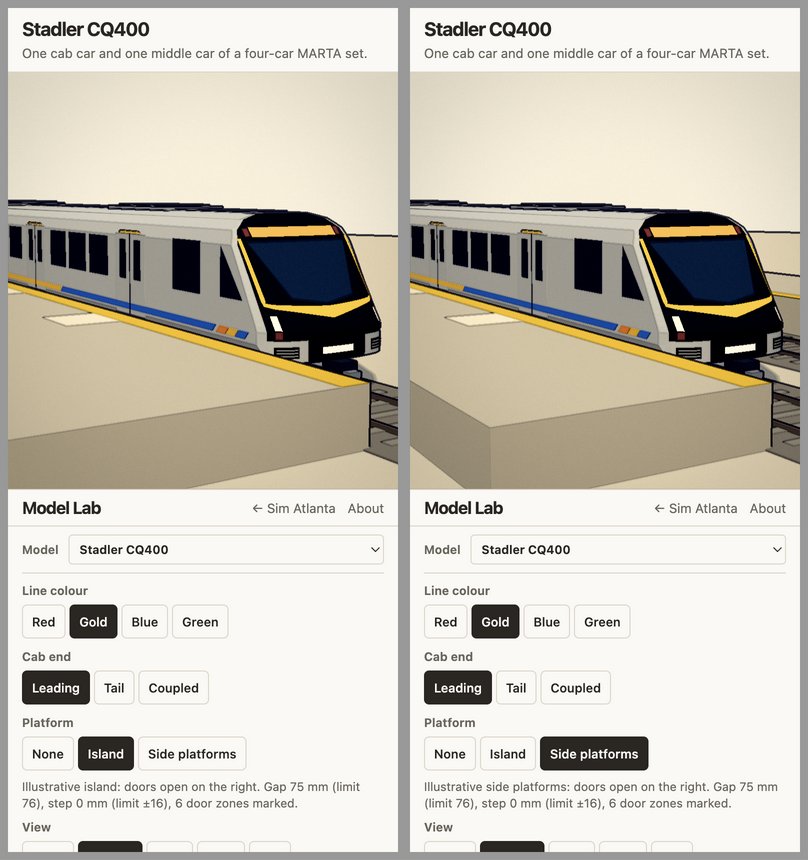 Stadler CQ400
One cab car and one middle car of a four-car MARTA set.
Model Lab
← Sim Atlanta
About
Model
Stadler CQ400
Line colour
Red
Gold
Blue
Green
Cab end
Leading
Tail
Coupled
Platform
None
Island
Side platforms
Illustrative island: doors open on the right. Gap 75 mm (limit
76), step 0 mm (limit ±16), 6 door zones marked.
View
Stadler CQ400
One cab car and one middle car of a four-car MARTA set.
Model Lab
← Sim Atlanta
About
Model
Stadler CQ400
Line colour
Red
Gold
Blue
Green
Cab end
Leading
Tail
Coupled
Platform
None
Island
Side platforms
Illustrative side platforms: doors open on the right. Gap 75 mm
(limit 76), step 0 mm (limit ±16), 6 door zones marked.
View